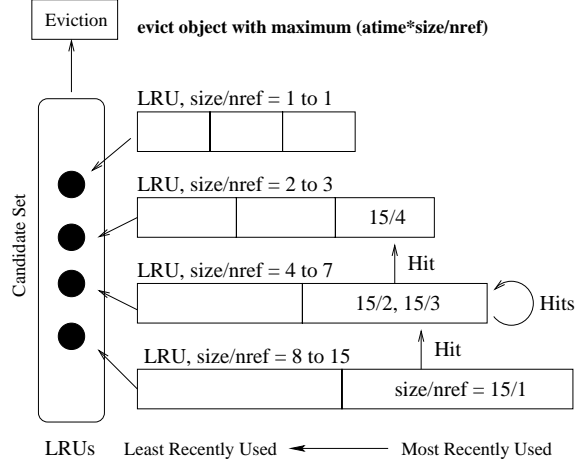 Eviction
evict object with maximum (atime*size/nref)
LRU, size/nref = 1 to 1
LRU, size/nref = 2 to 3
15/4
Hit
Candidate Set
LRU, size/nref = 4 to 7
15/2, 15/3
Hits
Hit
LRU, size/nref = 8 to 15
size/nref = 15/1
LRUs
Least Recently Used
Most Recently Used